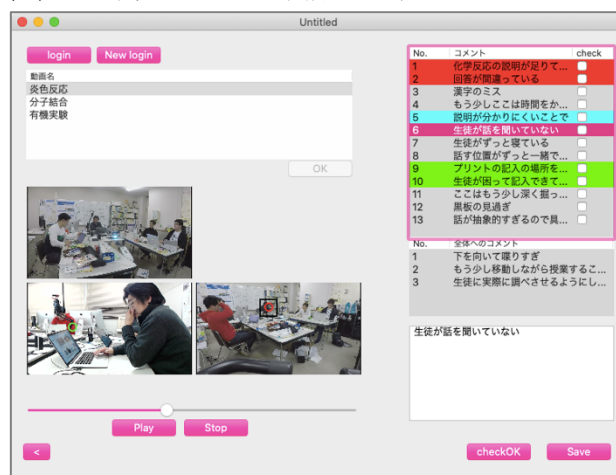 Untitled
login
New login
動画名
炎色反応
分子結合
有機実験
OK
Play
Stop
<
No. コメント check
1 化学反応の説明が足りて...
2 回答が間違っている
3 漢字のミス
4 もう少しここは時間をか...
5 説明が分かりにくいことで
6 生徒が話を聞いていない
7 生徒がずっと寝ている
8 話す位置がずっと一緒で...
9 プリントの記入の場所を...
10 生徒が困って記入できて...
11 ここはもう少し深く掘っ...
12 黒板の見過ぎ
13 話が抽象的すぎるので具...
No. 全体へのコメント
1 下を向いて喋りすぎ
2 もう少し移動しながら授業するこ...
3 生徒に実際に調べさせるようにし...
生徒が話を聞いていない
checkOK
Save